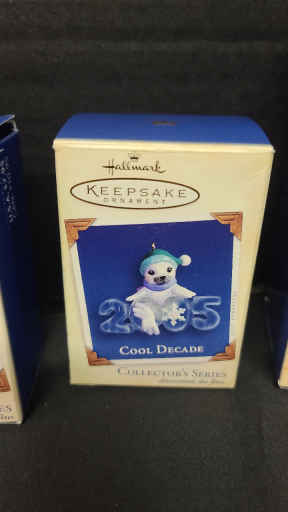 Hallmark
KEEPSAKE
ORNAMENT
2005
COOL DECADE
COLLECTOR'S SERIES